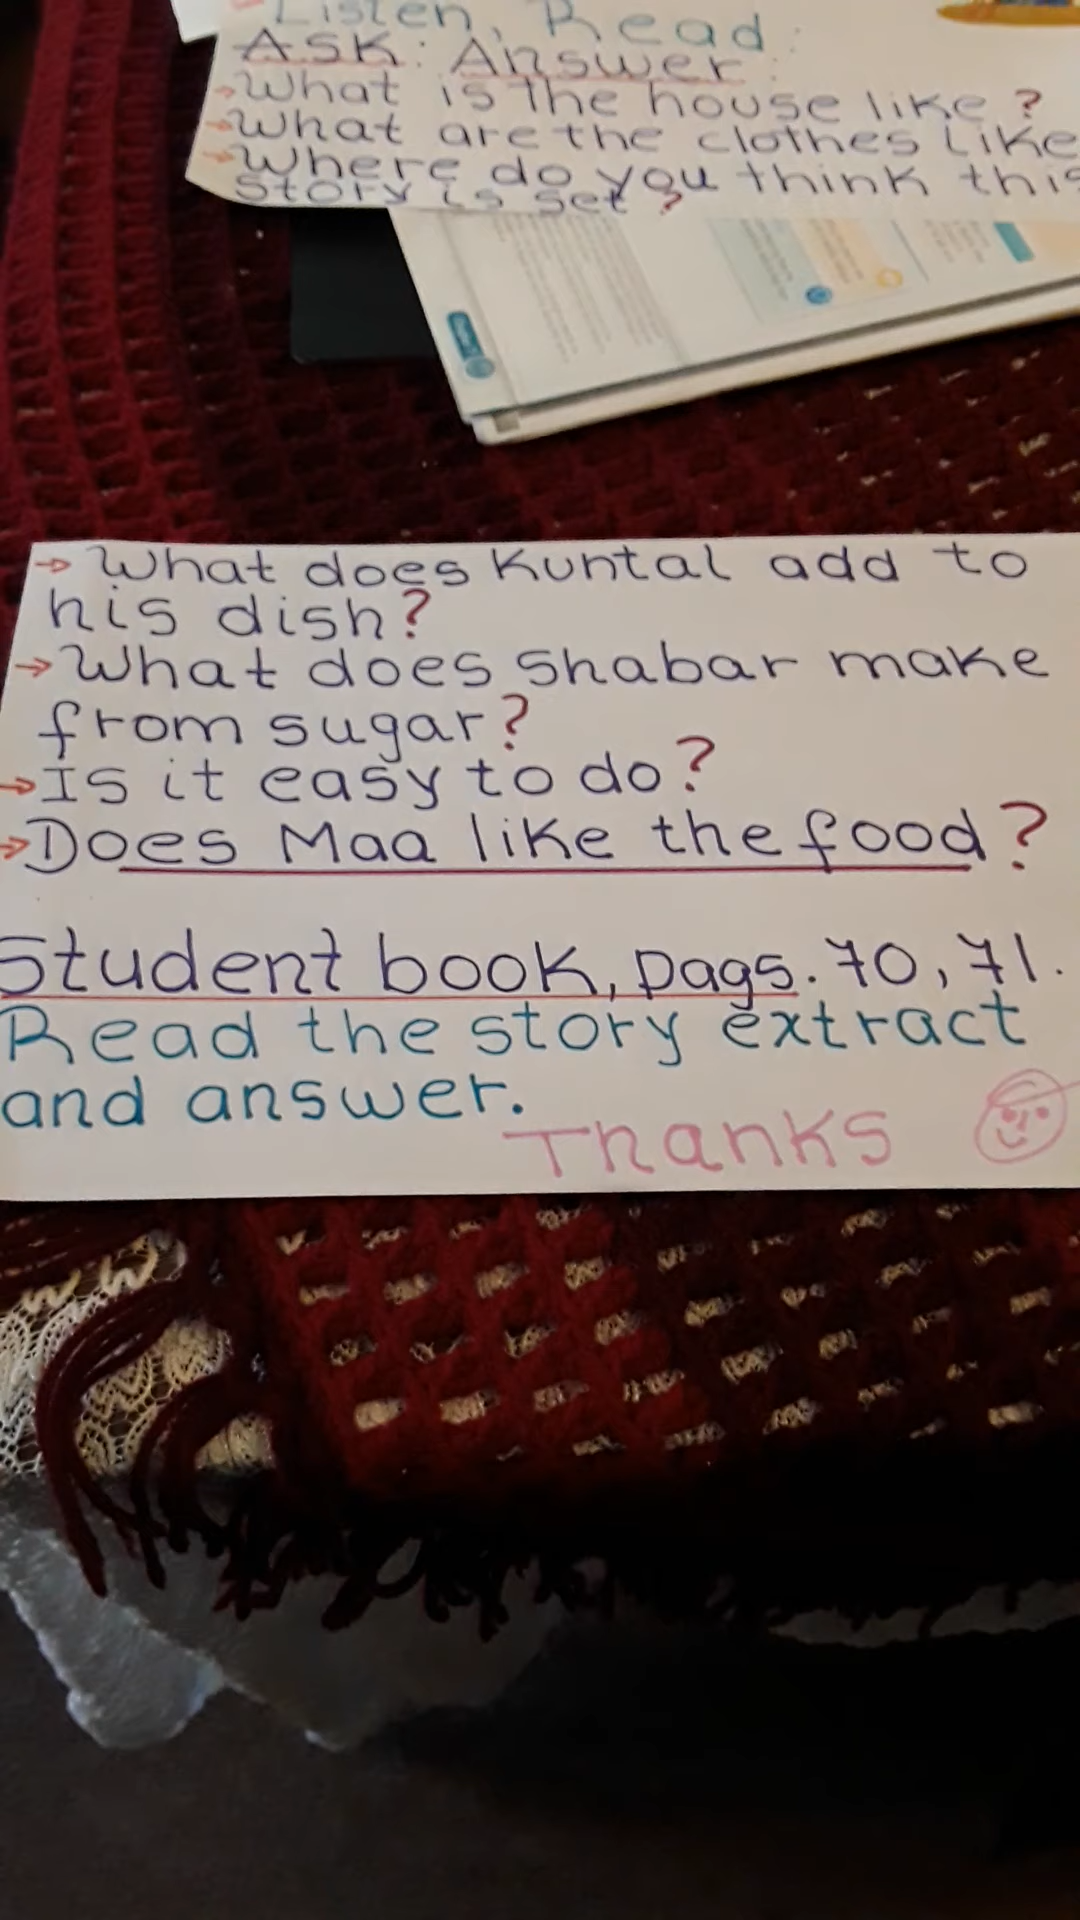 Listen, Read:
ASK: Answer:
→What is the house like?
→What are the clothes like
→Where do you think this
story is set?
→ What does Kuntal add to
his dish?
→What does Shabar make
from sugar?
→Is it easy to do?
→Does Maa like the food?
Student book, pags. 70, 71.
Read the story extract
and answer.
Thanks